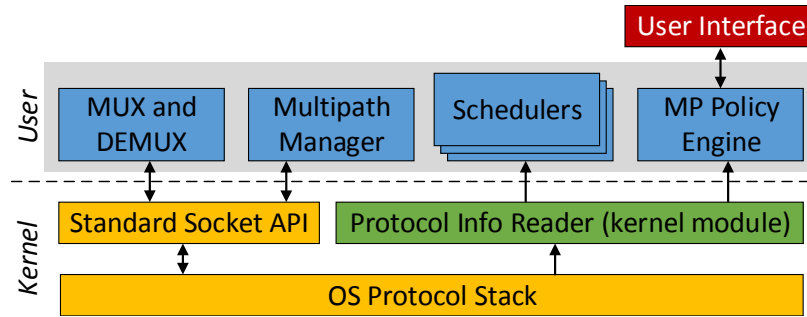 User Interface
User
MUX and
DEMUX
Multipath
Manager
Schedulers
MP Policy
Engine
Kernel
Standard Socket API
Protocol Info Reader (kernel module)
OS Protocol Stack